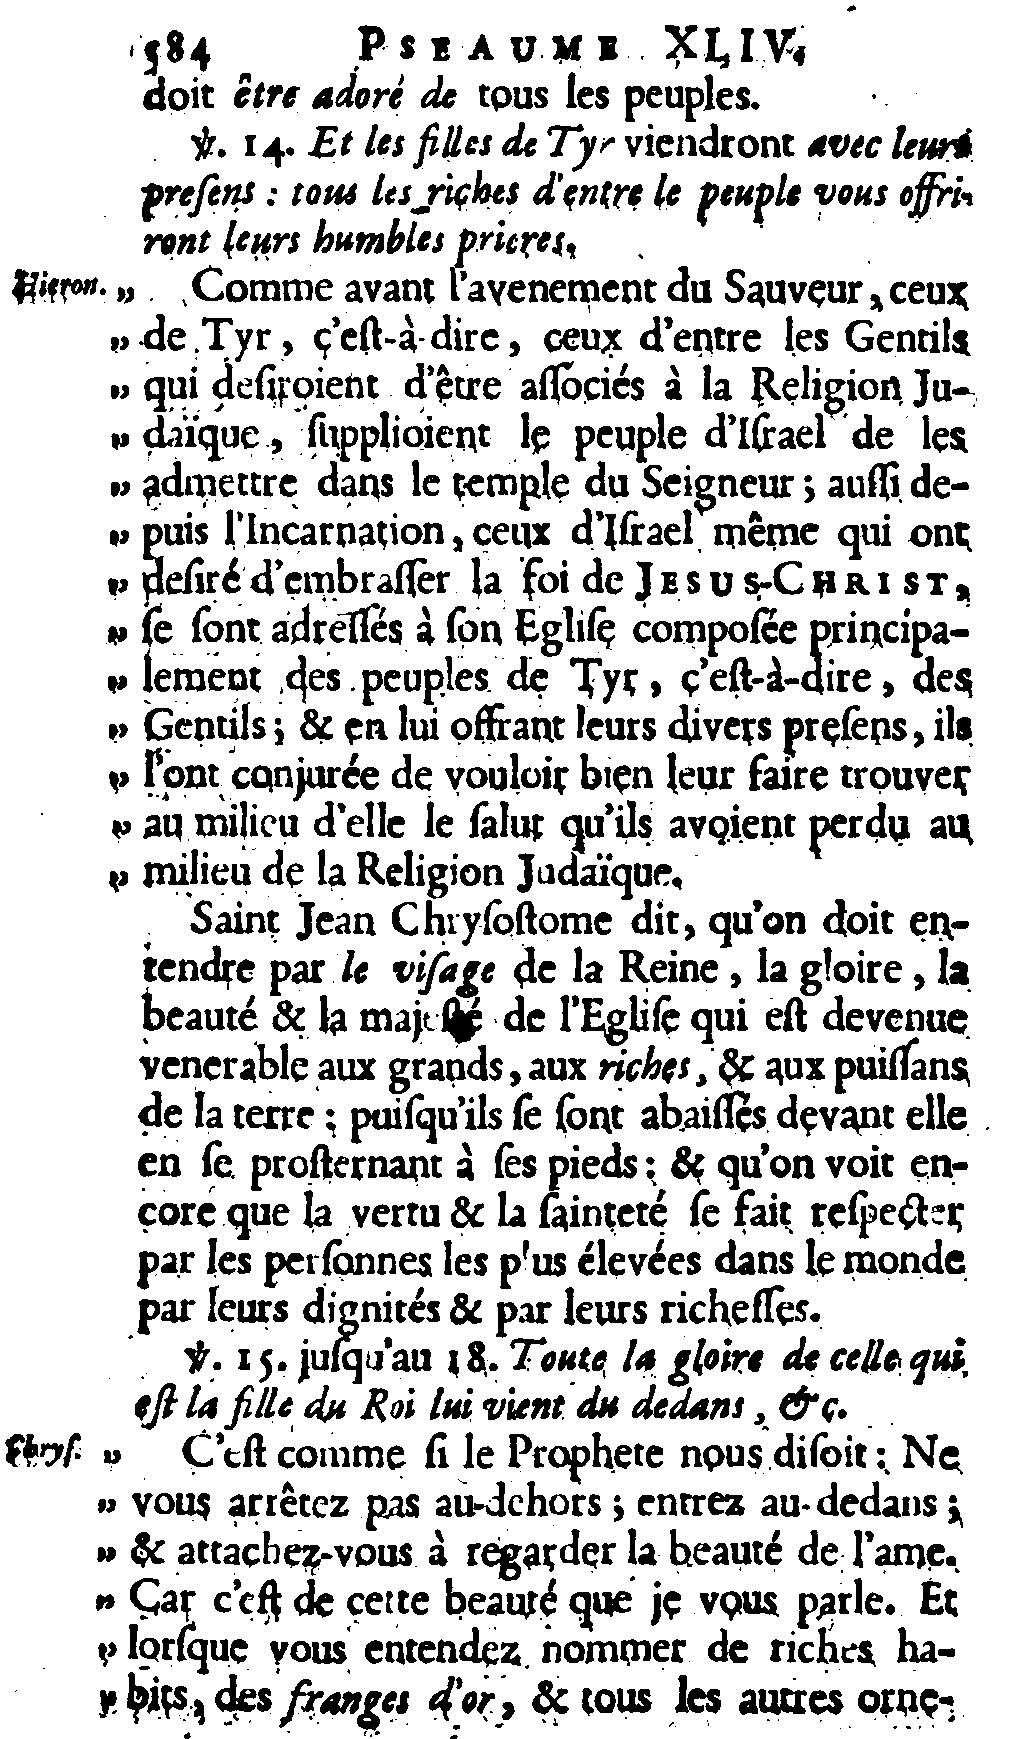 584 PSEAUME XLIV.
doit être adoré de tous les peuples.
℣. 14. Et les filles de Tyr viendront avec leurs
preſens : tous les riches d'entre le peuple vous offri-
ront leurs humbles prieres.
Hieron. „ Comme avant l'avenement du Sauveur, ceux
„ de Tyr, c'eſt-à-dire, ceux d'entre les Gentils
„ qui deſiroient d'être aſſociés à la Religion Ju-
„ daïque, ſupplioient le peuple d'Iſrael de les
„ admettre dans le temple du Seigneur ; auſſi de-
„ puis l'Incarnation, ceux d'Iſrael même qui ont
„ deſiré d'embraſſer la foi de JESUS-CHRIST,
„ ſe ſont adreſſés à ſon Egliſe compoſée principa-
„ lement des peuples de Tyr, c'eſt-à-dire, des
„ Gentils ; & en lui offrant leurs divers preſens, ils
„ l'ont conjurée de vouloir bien leur faire trouver
„ au milieu d'elle le ſalut qu'ils avoient perdu au
„ milieu de la Religion Judaïque.
Saint Jean Chryſoſtome dit, qu'on doit en-
tendre par le viſage de la Reine, la gloire, la
beauté & la majeſté de l'Egliſe qui eſt devenue
venerable aux grands, aux riches, & aux puiſſans
de la terre ; puiſqu'ils ſe ſont abaiſſés devant elle
en ſe proſternant à ſes pieds ; & qu'on voit en-
core que la vertu & la ſainteté ſe fait reſpecter
par les perſonnes les plus élevées dans le monde
par leurs dignités & par leurs richeſſes.
℣. 15. juſqu'au 18. Toute la gloire de celle qui
eſt la fille du Roi lui vient du dedans, &c.
Chryſ. „ C'eſt comme ſi le Prophete nous diſoit : Ne
„ vous arrêtez pas au-dehors ; entrez au-dedans ;
„ & attachez-vous à regarder la beauté de l'ame.
„ Car c'eſt de cette beauté que je vous parle. Et
„ lorſque vous entendez nommer de riches ha-
„ bits, des franges d'or, & tous les autres orne-